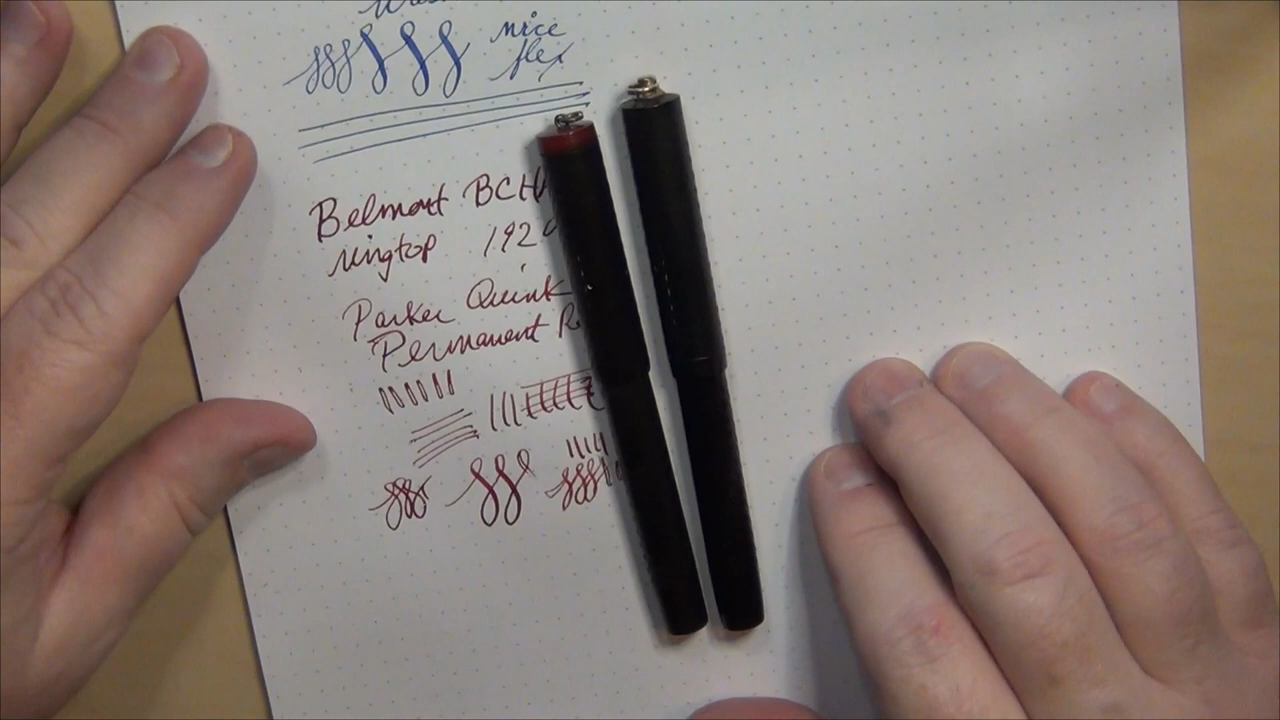 nice
flex
Belmont BCH
ringtop 192
Parker Quink
Permanent R